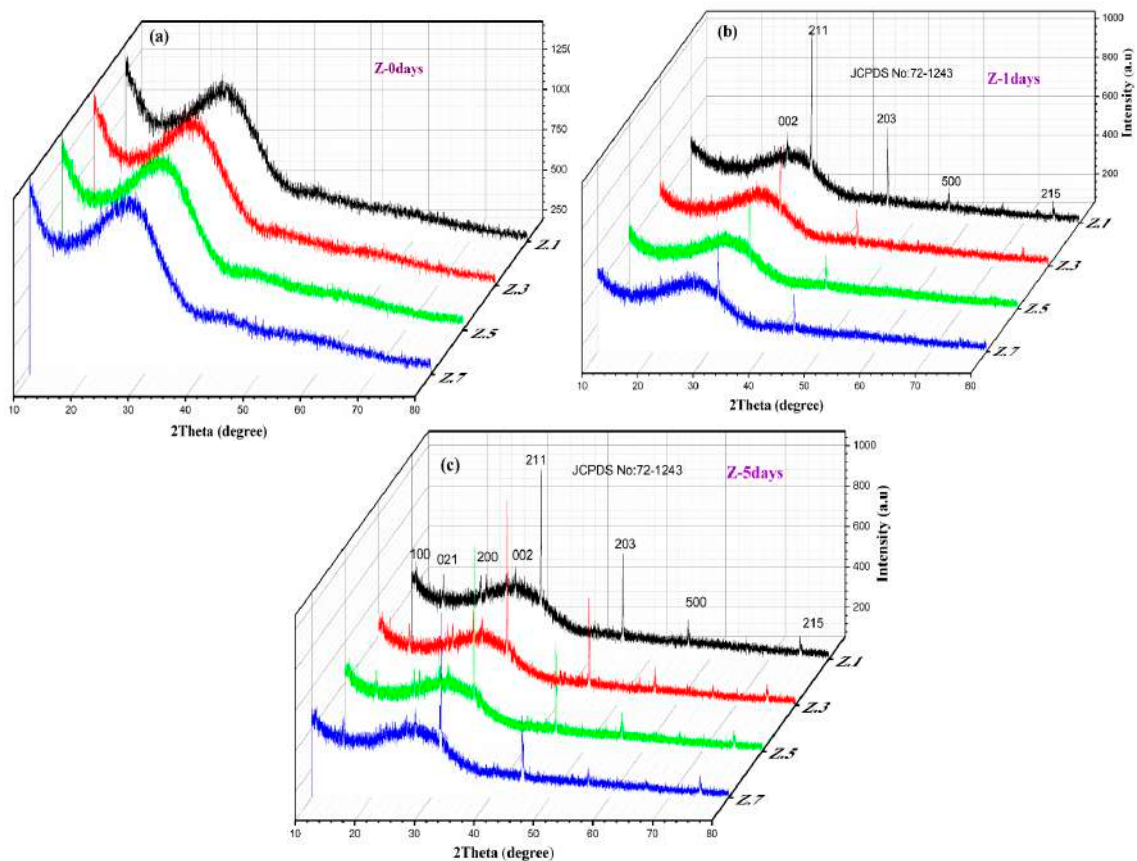 (a)
Z-0days
1250
1000
750
500
250
Z.1
Z.3
Z.5
Z.7
10 20 30 40 50 60 70 80
2Theta (degree)
(b)
211
JCPDS No:72-1243
Z-1days
002
203
500
215
1000
800
600
400
200
Intensity (a.u)
Z.1
Z.3
Z.5
Z.7
10 20 30 40 50 60 70 80
2Theta (degree)
(c)
211
JCPDS No:72-1243
Z-5days
100 021 200 002
203
500
215
1000
800
600
400
200
Intensity (a.u)
Z.1
Z.3
Z.5
Z.7
10 20 30 40 50 60 70 80
2Theta (degree)